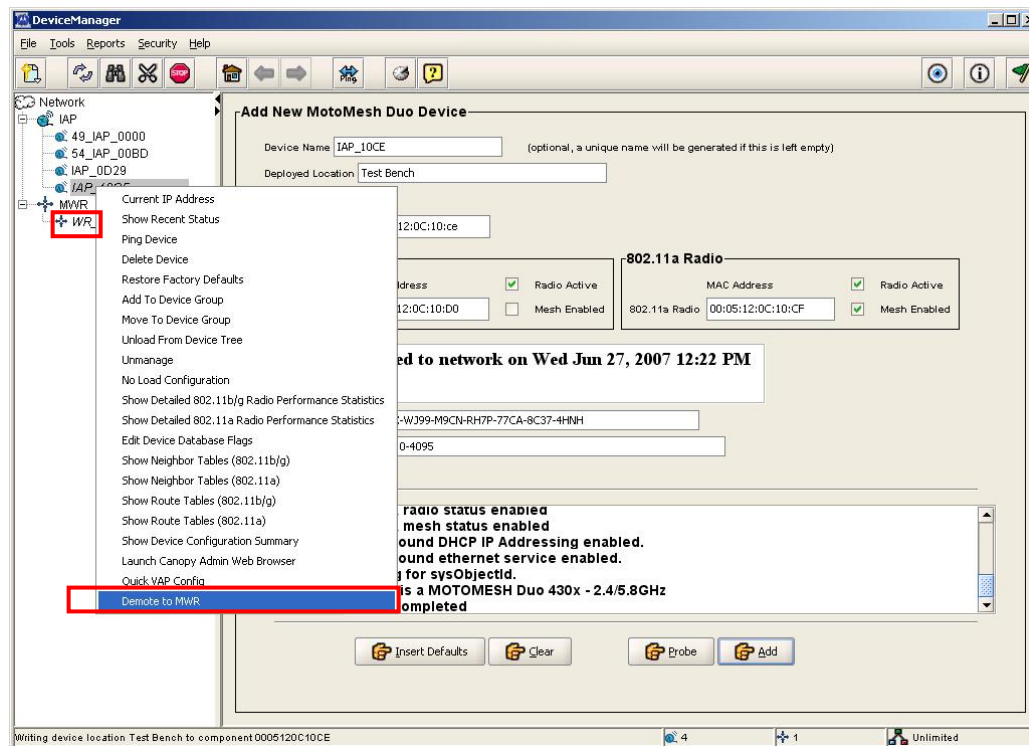 DeviceManager
File Tools Reports Security Help
STOP
Ping
Network
IAP
49_IAP_0000
54_IAP_00BD
IAP_0D29
MWR
WR_
Add New MotoMesh Duo Device
Device Name IAP_10CE (optional, a unique name will be generated if this is left empty)
Deployed Location Test Bench
12:0C:10:ce
ddress Radio Active
12:0C:10:D0 Mesh Enabled
802.11a Radio
MAC Address Radio Active
802.11a Radio 00:05:12:0C:10:CF Mesh Enabled
ed to network on Wed Jun 27, 2007 12:22 PM
-WJ99-M9CN-RH7P-77CA-8C37-4HNH
0-4095
radio status enabled
mesh status enabled
ound DHCP IP Addressing enabled.
ound ethernet service enabled.
g for sysObjectId.
is a MOTOMESH Duo 430x - 2.4/5.8GHz
ompleted
Insert Defaults Clear Probe Add
Current IP Address
Show Recent Status
Ping Device
Delete Device
Restore Factory Defaults
Add To Device Group
Move To Device Group
Unload From Device Tree
Unmanage
No Load Configuration
Show Detailed 802.11b/g Radio Performance Statistics
Show Detailed 802.11a Radio Performance Statistics
Edit Device Database Flags
Show Neighbor Tables (802.11b/g)
Show Neighbor Tables (802.11a)
Show Route Tables (802.11b/g)
Show Route Tables (802.11a)
Show Device Configuration Summary
Launch Canopy Admin Web Browser
Quick VAP Config
Demote to MWR
Writing device location Test Bench to component 0005120C10CE 4 1 Unlimited